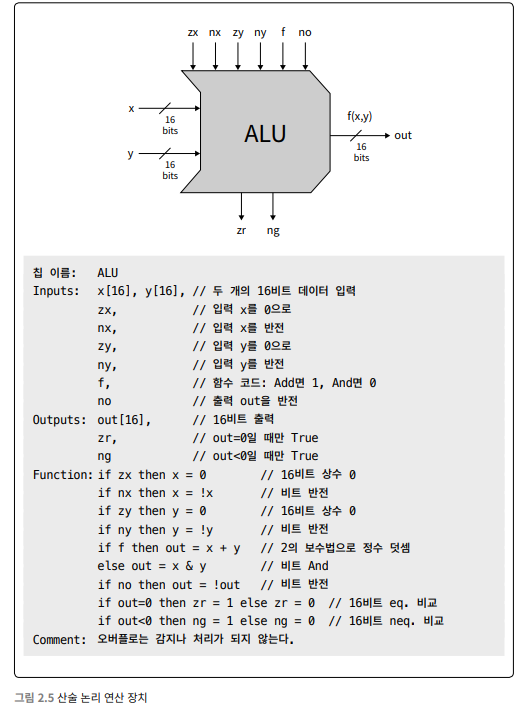 zx nx zy ny f no
x
16
bits
y
16
bits
ALU
f(x,y)
16
bits
out
zr ng
칩 이름: ALU
Inputs: x[16], y[16], // 두 개의 16비트 데이터 입력
zx, // 입력 x를 0으로
nx, // 입력 x를 반전
zy, // 입력 y를 0으로
ny, // 입력 y를 반전
f, // 함수 코드: Add면 1, And면 0
no // 출력 out을 반전
Outputs: out[16], // 16비트 출력
zr, // out=0일 때만 True
ng // out<0일 때만 True
Function: if zx then x = 0 // 16비트 상수 0
if nx then x = !x // 비트 반전
if zy then y = 0 // 16비트 상수 0
if ny then y = !y // 비트 반전
if f then out = x + y // 2의 보수법으로 정수 덧셈
else out = x & y // 비트 And
if no then out = !out // 비트 반전
if out=0 then zr = 1 else zr = 0 // 16비트 eq. 비교
if out<0 then ng = 1 else ng = 0 // 16비트 neq. 비교
Comment: 오버플로는 감지나 처리가 되지 않는다.
그림 2.5 산술 논리 연산 장치